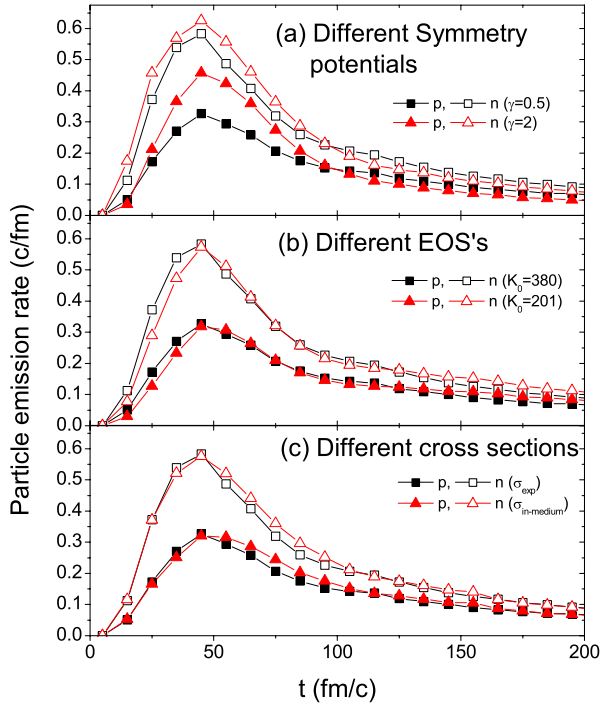 Particle emission rate (c/fm)
(a) Different Symmetry
potentials
p, n (γ=0.5)
p, n (γ=2)
0.6
0.5
0.4
0.3
0.2
0.1
0.0
(b) Different EOS's
p, n (K₀=380)
p, n (K₀=201)
0.6
0.5
0.4
0.3
0.2
0.1
0.0
(c) Different cross sections
p, n (σexp)
p, n (σin-medium)
0.6
0.5
0.4
0.3
0.2
0.1
0.0
0 50 100 150 200
t (fm/c)